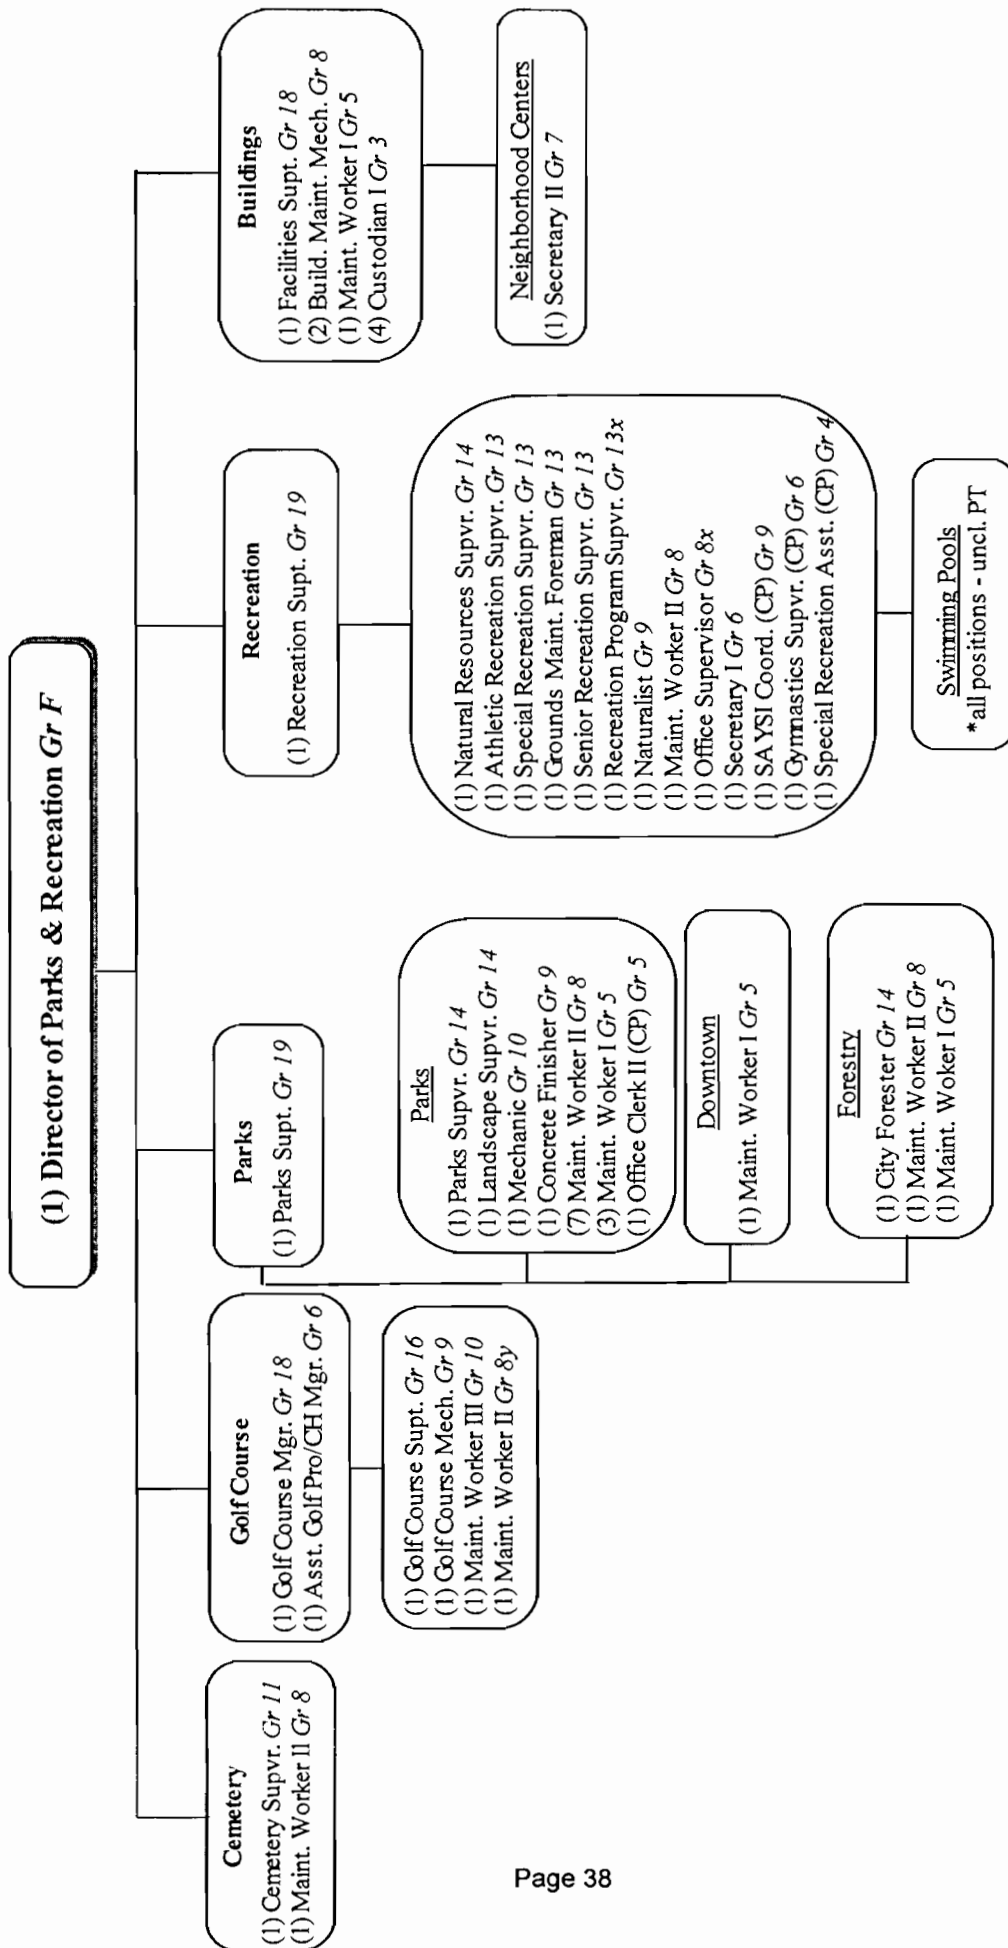 (1) Director of Parks & Recreation Gr F
Cemetery
(1) Cemetery Supvr. Gr 11
(1) Maint. Worker II Gr 8
Golf Course
(1) Golf Course Mgr. Gr 18
(1) Asst. Golf Pro/CH Mgr. Gr 6
(1) Golf Course Supt. Gr 16
(1) Golf Course Mech. Gr 9
(1) Maint. Worker III Gr 10
(1) Maint. Worker II Gr 8y
Parks
(1) Parks Supt. Gr 19
Parks
(1) Parks Supvr. Gr 14
(1) Landscape Supvr. Gr 14
(1) Mechanic Gr 10
(1) Concrete Finisher Gr 9
(7) Maint. Worker II Gr 8
(3) Maint. Woker I Gr 5
(1) Office Clerk II (CP) Gr 5
Downtown
(1) Maint. Worker I Gr 5
Forestry
(1) City Forester Gr 14
(1) Maint. Worker II Gr 8
(1) Maint. Woker I Gr 5
Recreation
(1) Recreation Supt. Gr 19
(1) Natural Resources Supvr. Gr 14
(1) Athletic Recreation Supvr. Gr 13
(1) Special Recreation Supvr. Gr 13
(1) Grounds Maint. Foreman Gr 13
(1) Senior Recreation Supvr. Gr 13
(1) Recreation Program Supvr. Gr 13x
(1) Naturalist Gr 9
(1) Maint. Worker II Gr 8
(1) Office Supervisor Gr 8x
(1) Secretary I Gr 6
(1) SAYSI Coord. (CP) Gr 9
(1) Gymnastics Supvr. (CP) Gr 6
(1) Special Recreation Asst. (CP) Gr 4
Swimming Pools
*all positions - uncl. PT
Buildings
(1) Facilities Supt. Gr 18
(2) Build. Maint. Mech. Gr 8
(1) Maint. Worker I Gr 5
(4) Custodian I Gr 3
Neighborhood Centers
(1) Secretary II Gr 7
Page 38